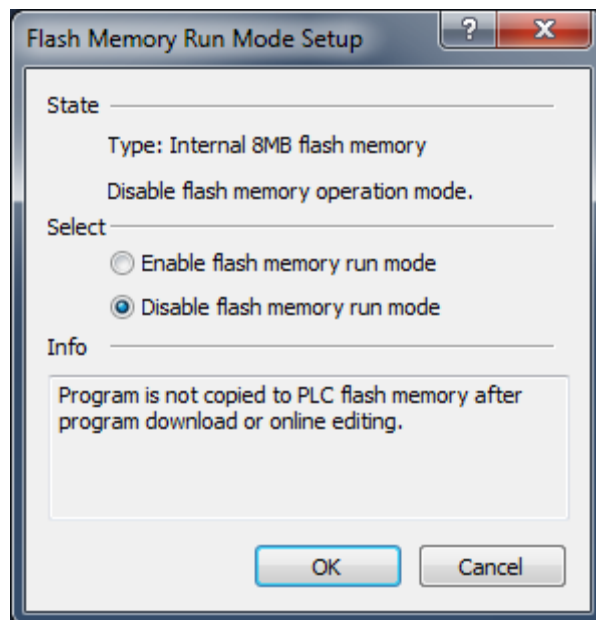 Flash Memory Run Mode Setup
State
Type: Internal 8MB flash memory
Disable flash memory operation mode.
Select
Enable flash memory run mode
Disable flash memory run mode
Info
Program is not copied to PLC flash memory after
program download or online editing.
OK Cancel